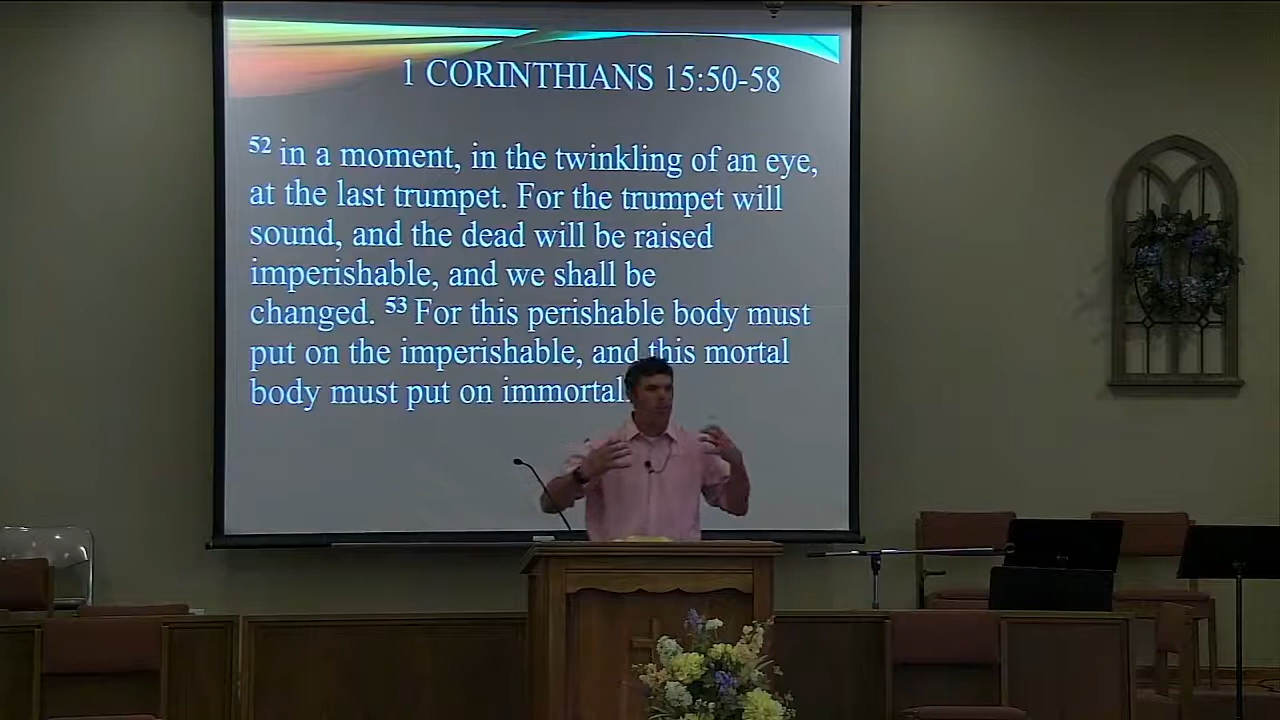 1 CORINTHIANS 15:50-58
52 in a moment, in the twinkling of an eye,
at the last trumpet. For the trumpet will
sound, and the dead will be raised
imperishable, and we shall be
changed. 53 For this perishable body must
put on the imperishable, and this mortal
body must put on immortal